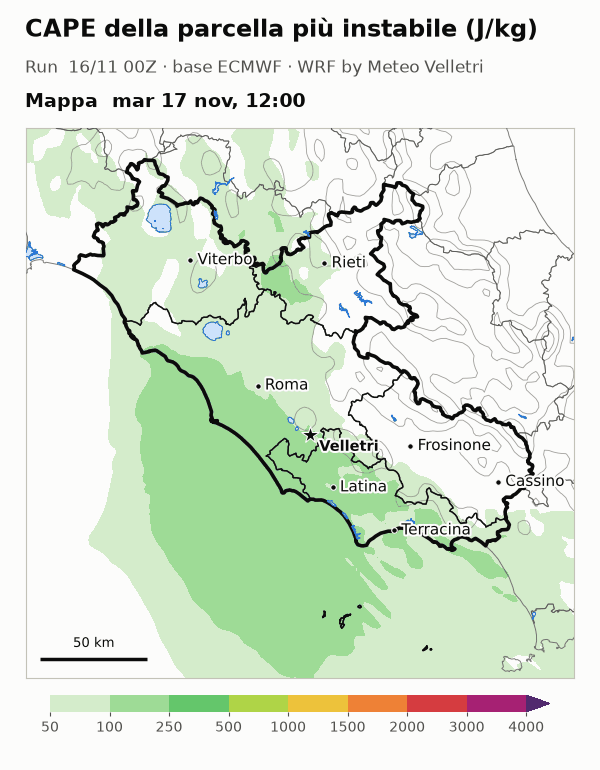 CAPE della parcella più instabile (J/kg)
Run  16/11 00Z · base ECMWF · WRF by Meteo Velletri
Mappa  mar 17 nov, 12:00
Viterbo
Rieti
Roma
Velletri
Frosinone
Latina
Cassino
Terracina
50 km
50 100 250 500 1000 1500 2000 3000 4000